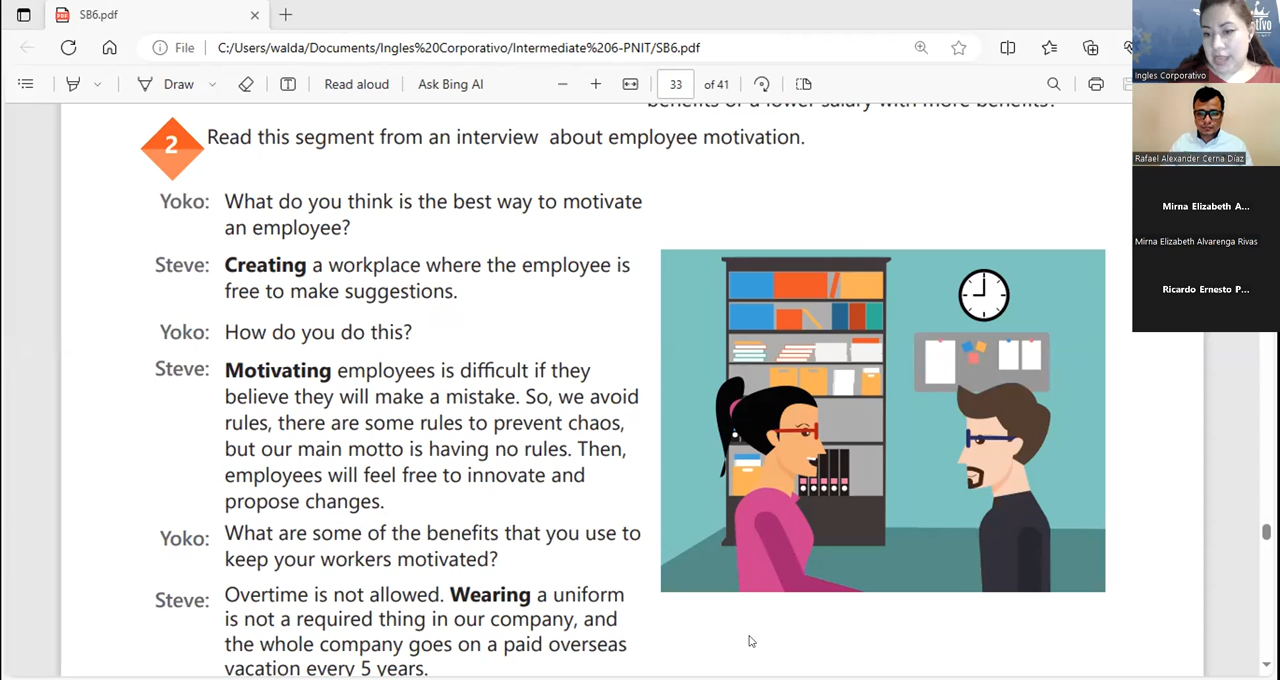 SB6.pdf
File
C:/Users/walda/Documents/Ingles%20Corporativo/Intermediate%206-PNIT/SB6.pdf
Draw
Read aloud
Ask Bing AI
33
of 41
benefits or a lower salary with more benefits?
2
Read this segment from an interview about employee motivation.
Yoko: What do you think is the best way to motivate
an employee?
Steve: Creating a workplace where the employee is
free to make suggestions.
Yoko: How do you do this?
Steve: Motivating employees is difficult if they
believe they will make a mistake. So, we avoid
rules, there are some rules to prevent chaos,
but our main motto is having no rules. Then,
employees will feel free to innovate and
propose changes.
Yoko: What are some of the benefits that you use to
keep your workers motivated?
Steve: Overtime is not allowed. Wearing a uniform
is not a required thing in our company, and
the whole company goes on a paid overseas
vacation every 5 years.
Ingles Corporativo
Rafael Alexander Cerna Diaz
Mirna Elizabeth A...
Mirna Elizabeth Alvarenga Rivas
Ricardo Ernesto P...